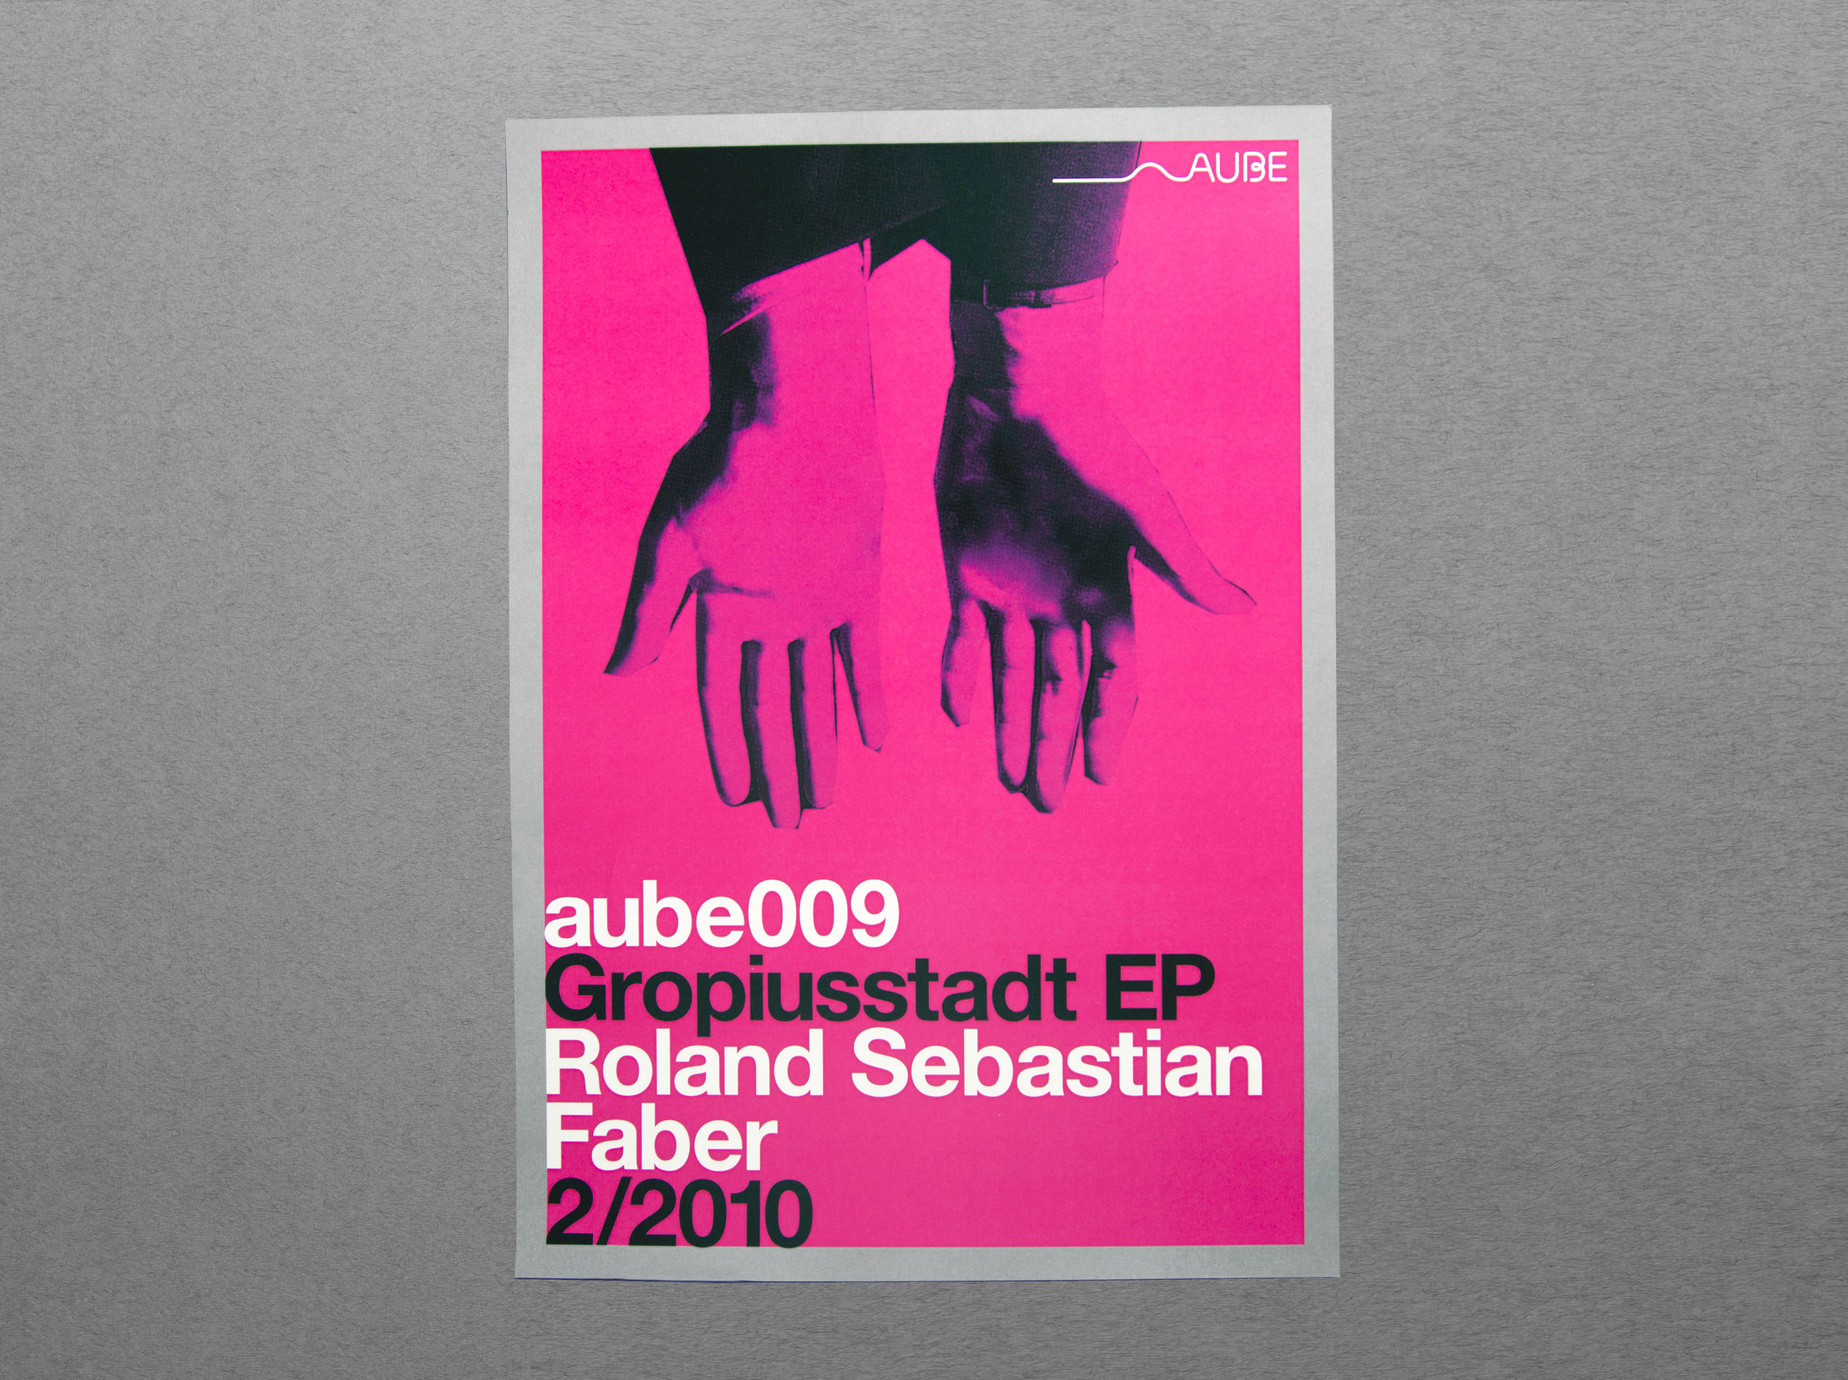 AUBE
aube009
Gropiusstadt EP
Roland Sebastian
Faber
2/2010